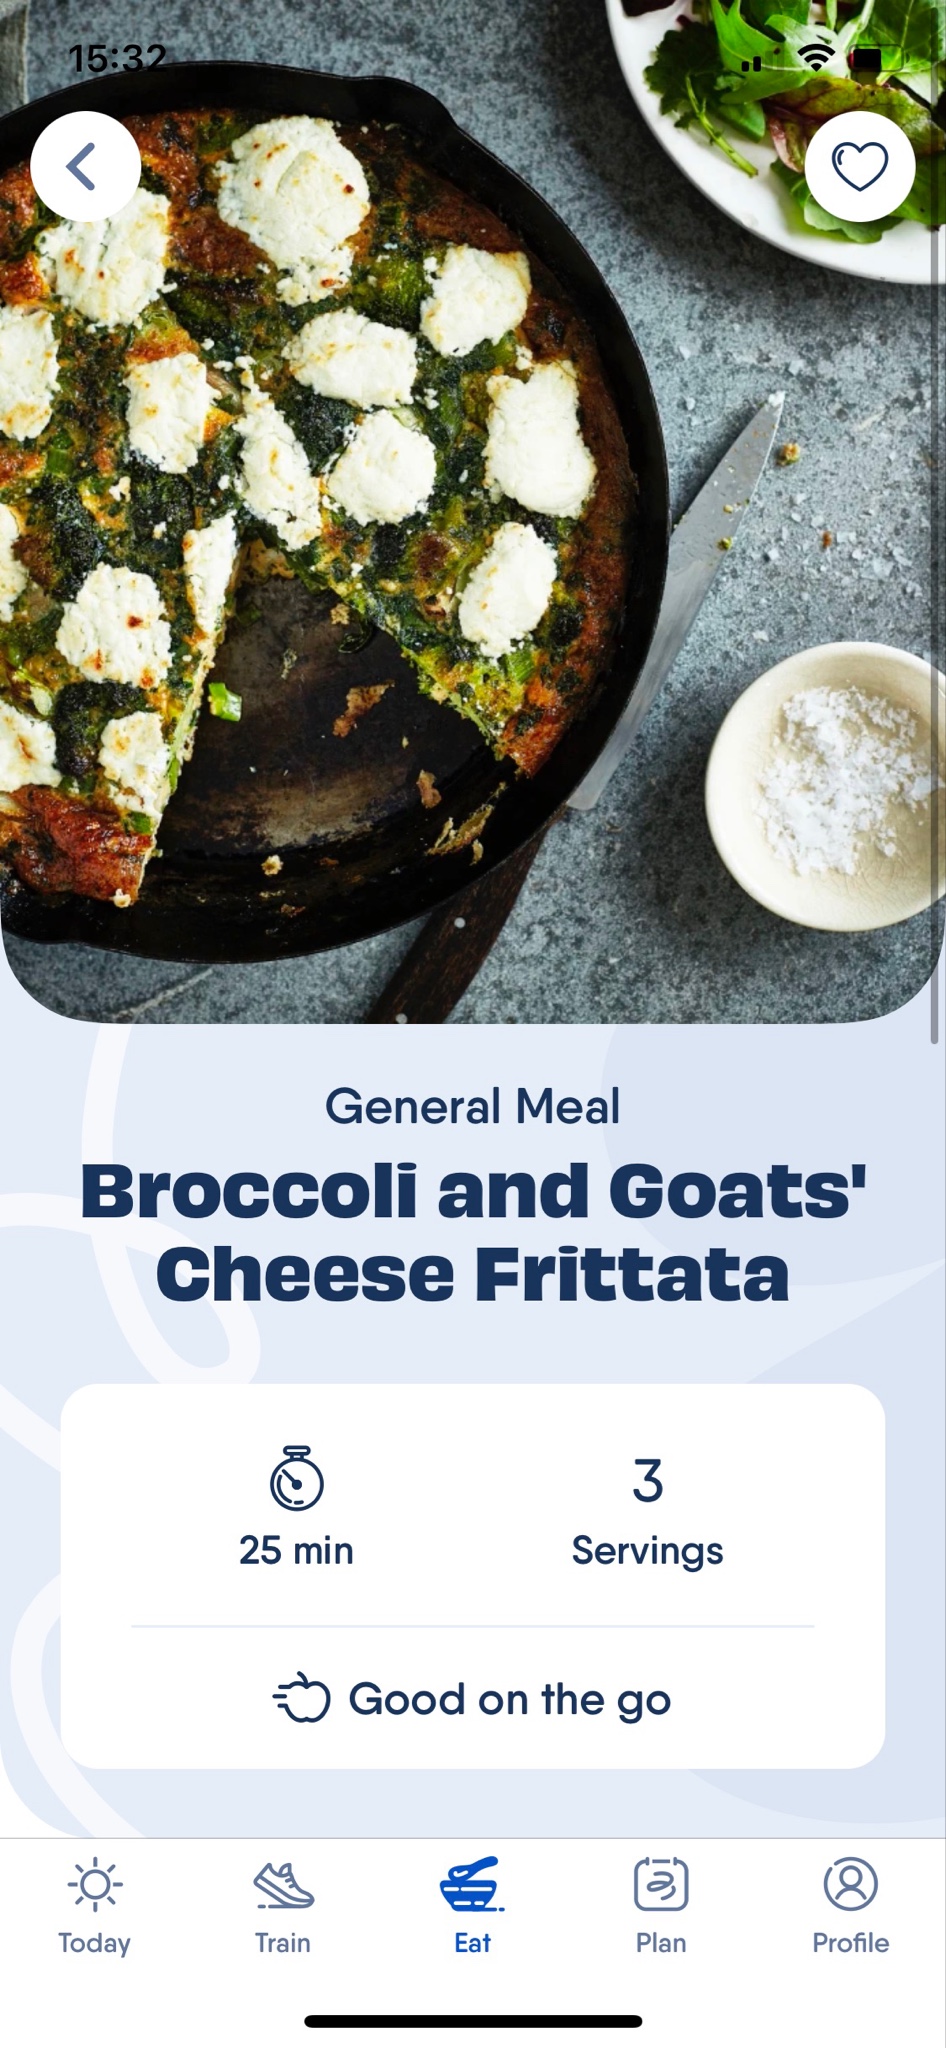 15:32
General Meal
Broccoli and Goats'
Cheese Frittata
25 min
3
Servings
Good on the go
Today
Train
Eat
Plan
Profile